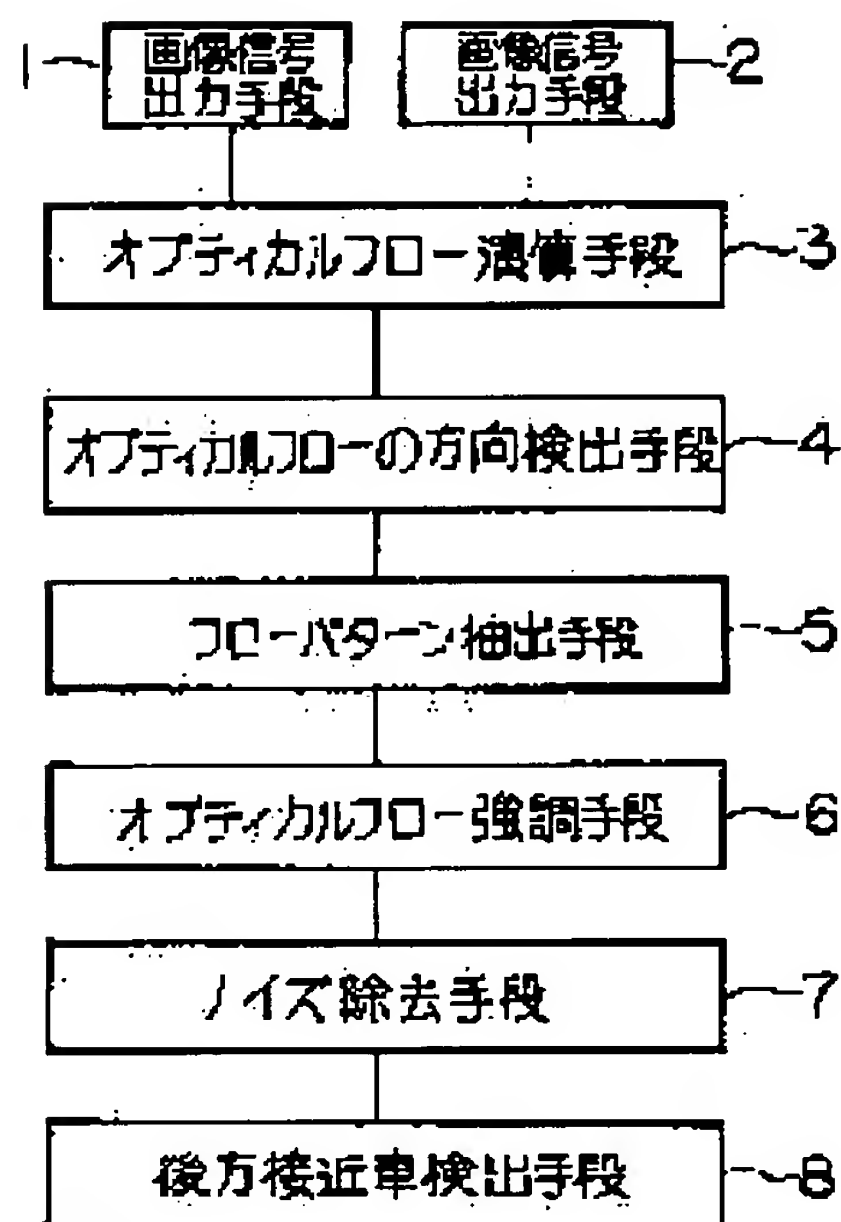 1
画像信号
出力手段
画像信号
出力手段
2
オプティカルフロー演算手段
3
オプティカルフローの方向検出手段
4
フローパターン抽出手段
5
オプティカルフロー強調手段
6
ノイズ除去手段
7
後方接近車検出手段
8